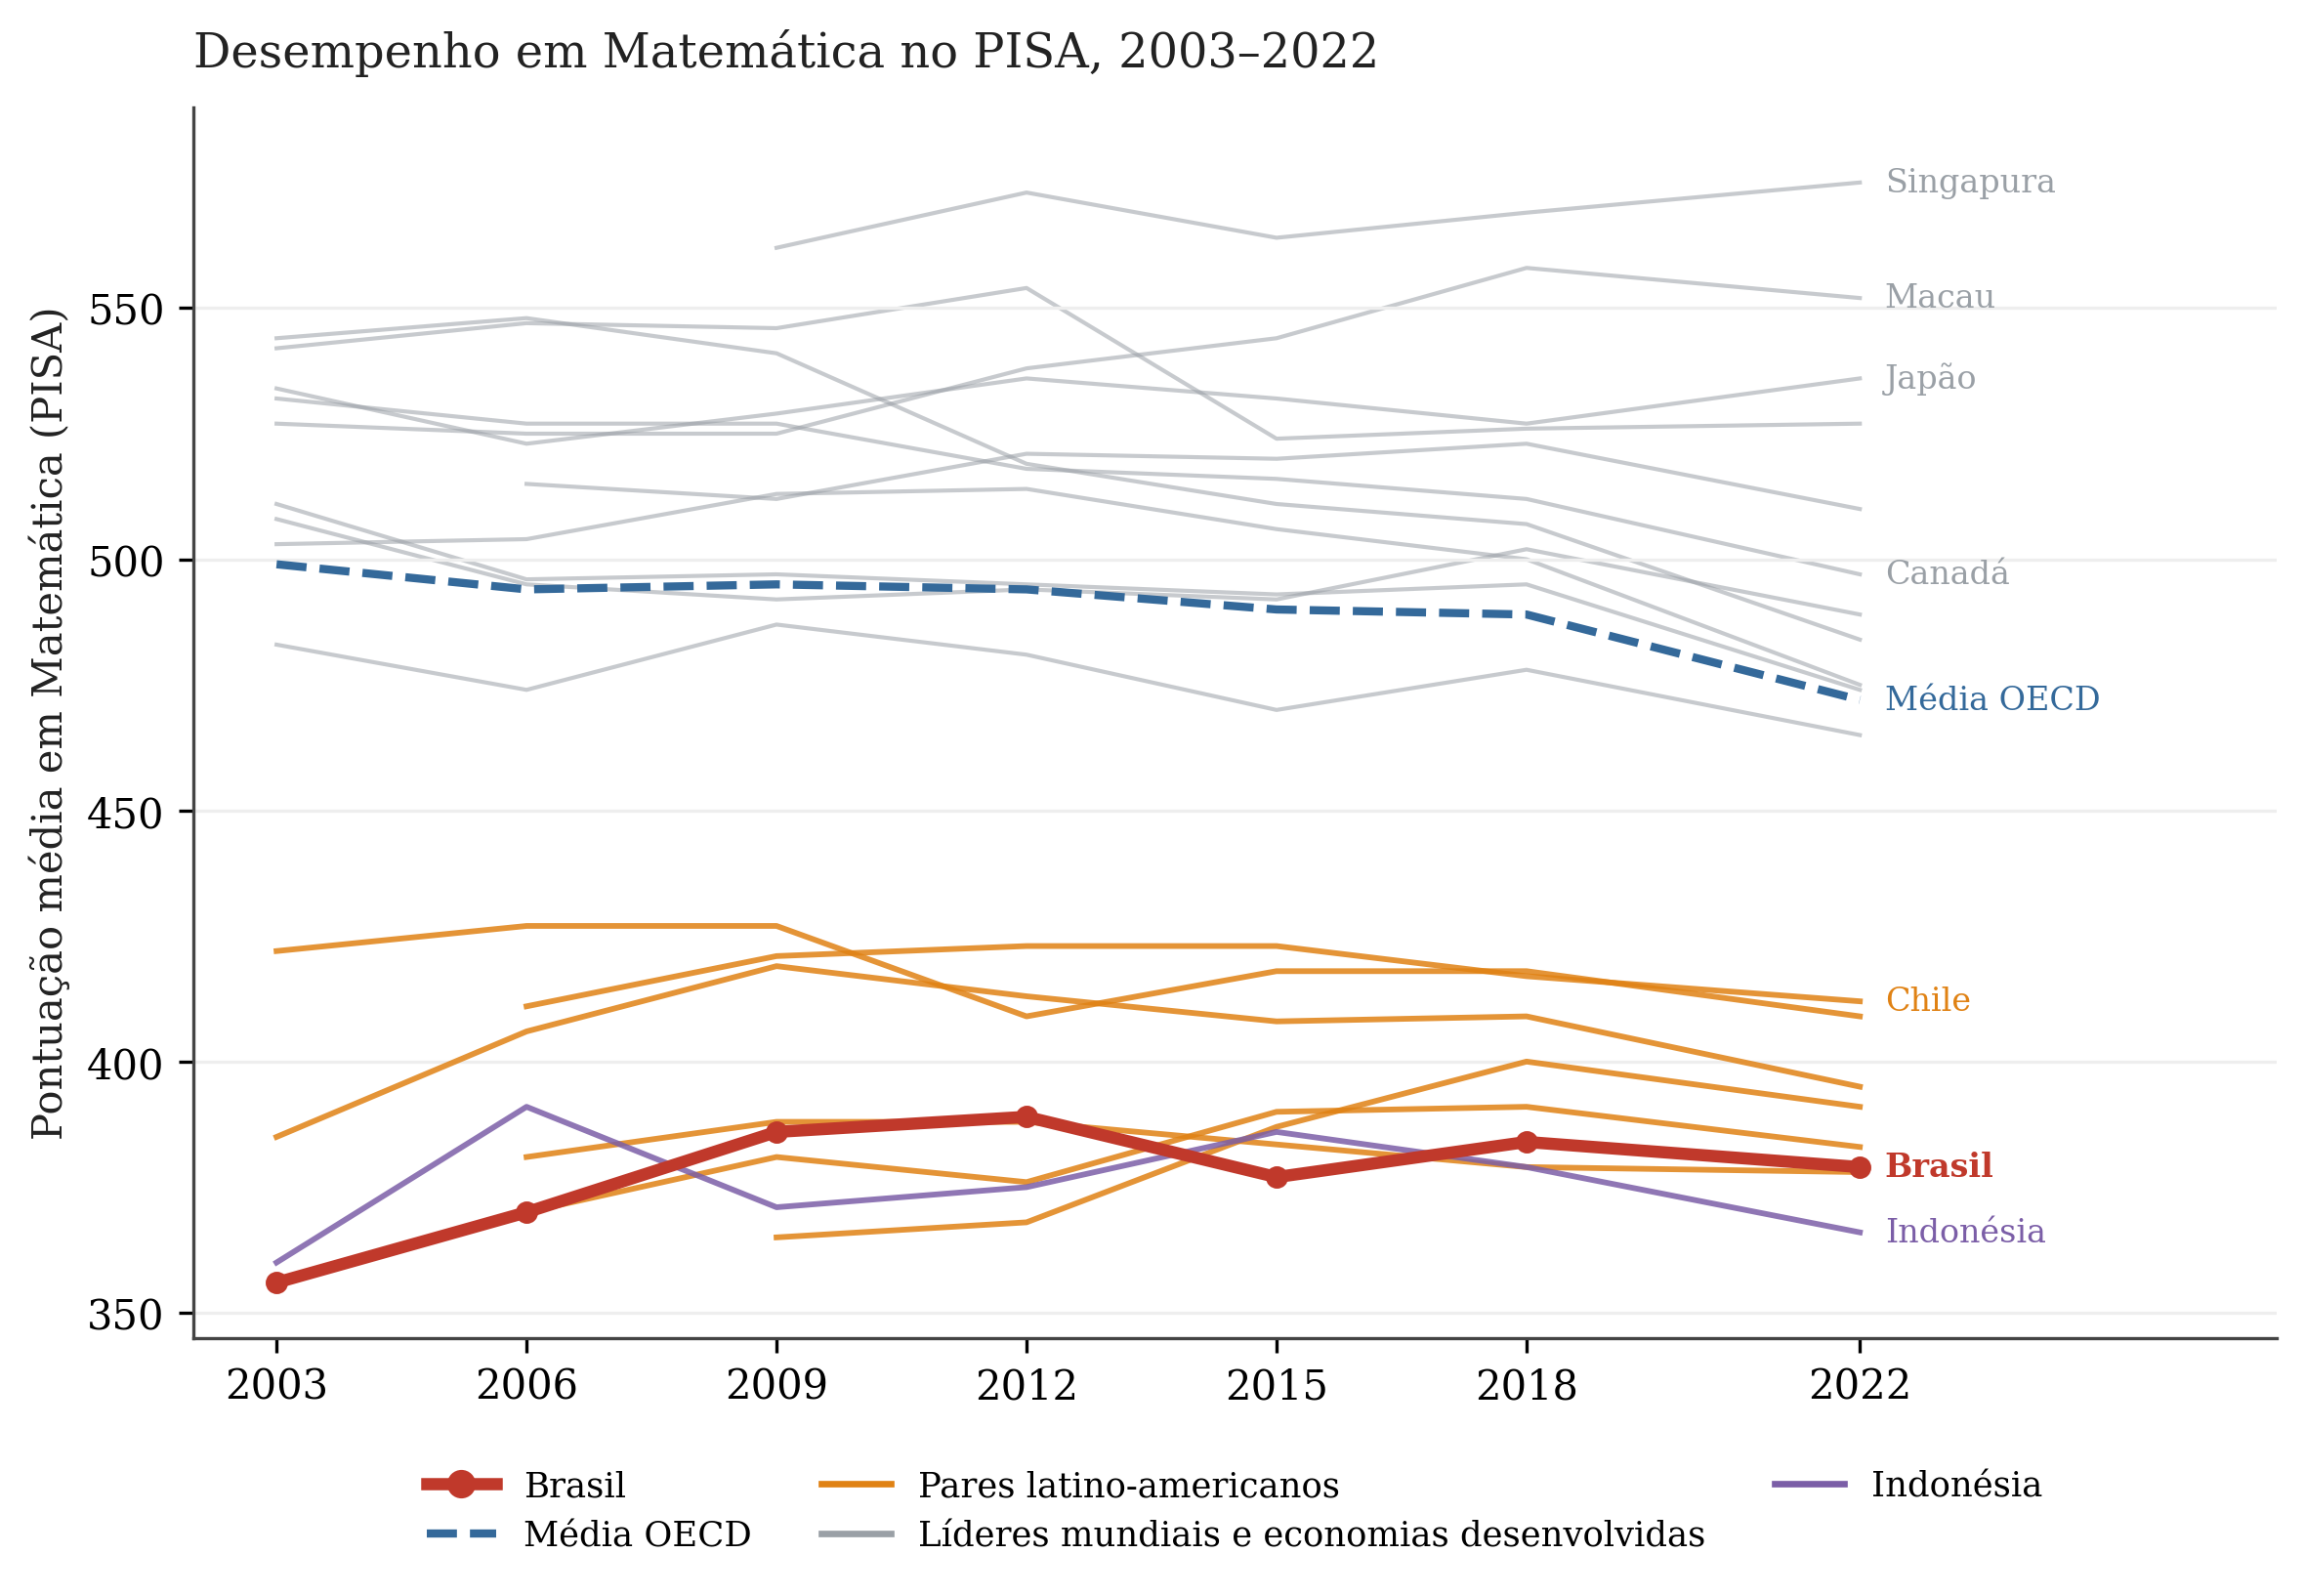 Desempenho em Matemática no PISA, 2003–2022
Pontuação média em Matemática (PISA)
550
500
450
400
350
Singapura
Macau
Japão
Canadá
Média OECD
Chile
Brasil
Indonésia
2003 2006 2009 2012 2015 2018 2022
Brasil Pares latino-americanos Indonésia
Média OECD Líderes mundiais e economias desenvolvidas